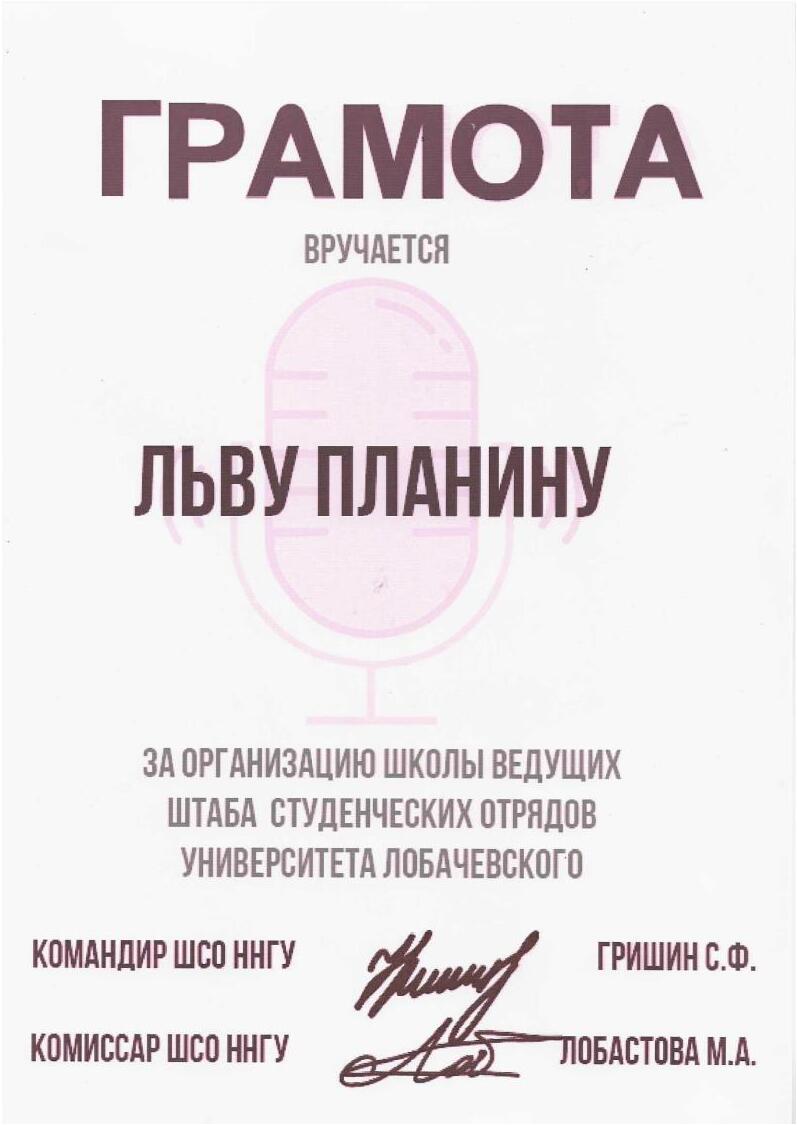 ГРАМОТА
ВРУЧАЕТСЯ
ЛЬВУ ПЛАНИНУ
ЗА ОРГАНИЗАЦИЮ ШКОЛЫ ВЕДУЩИХ
ШТАБА СТУДЕНЧЕСКИХ ОТРЯДОВ
УНИВЕРСИТЕТА ЛОБАЧЕВСКОГО
КОМАНДИР ШСО ННГУ ГРИШИН С.Ф.
КОМИССАР ШСО ННГУ ЛОБАСТОВА М.А.